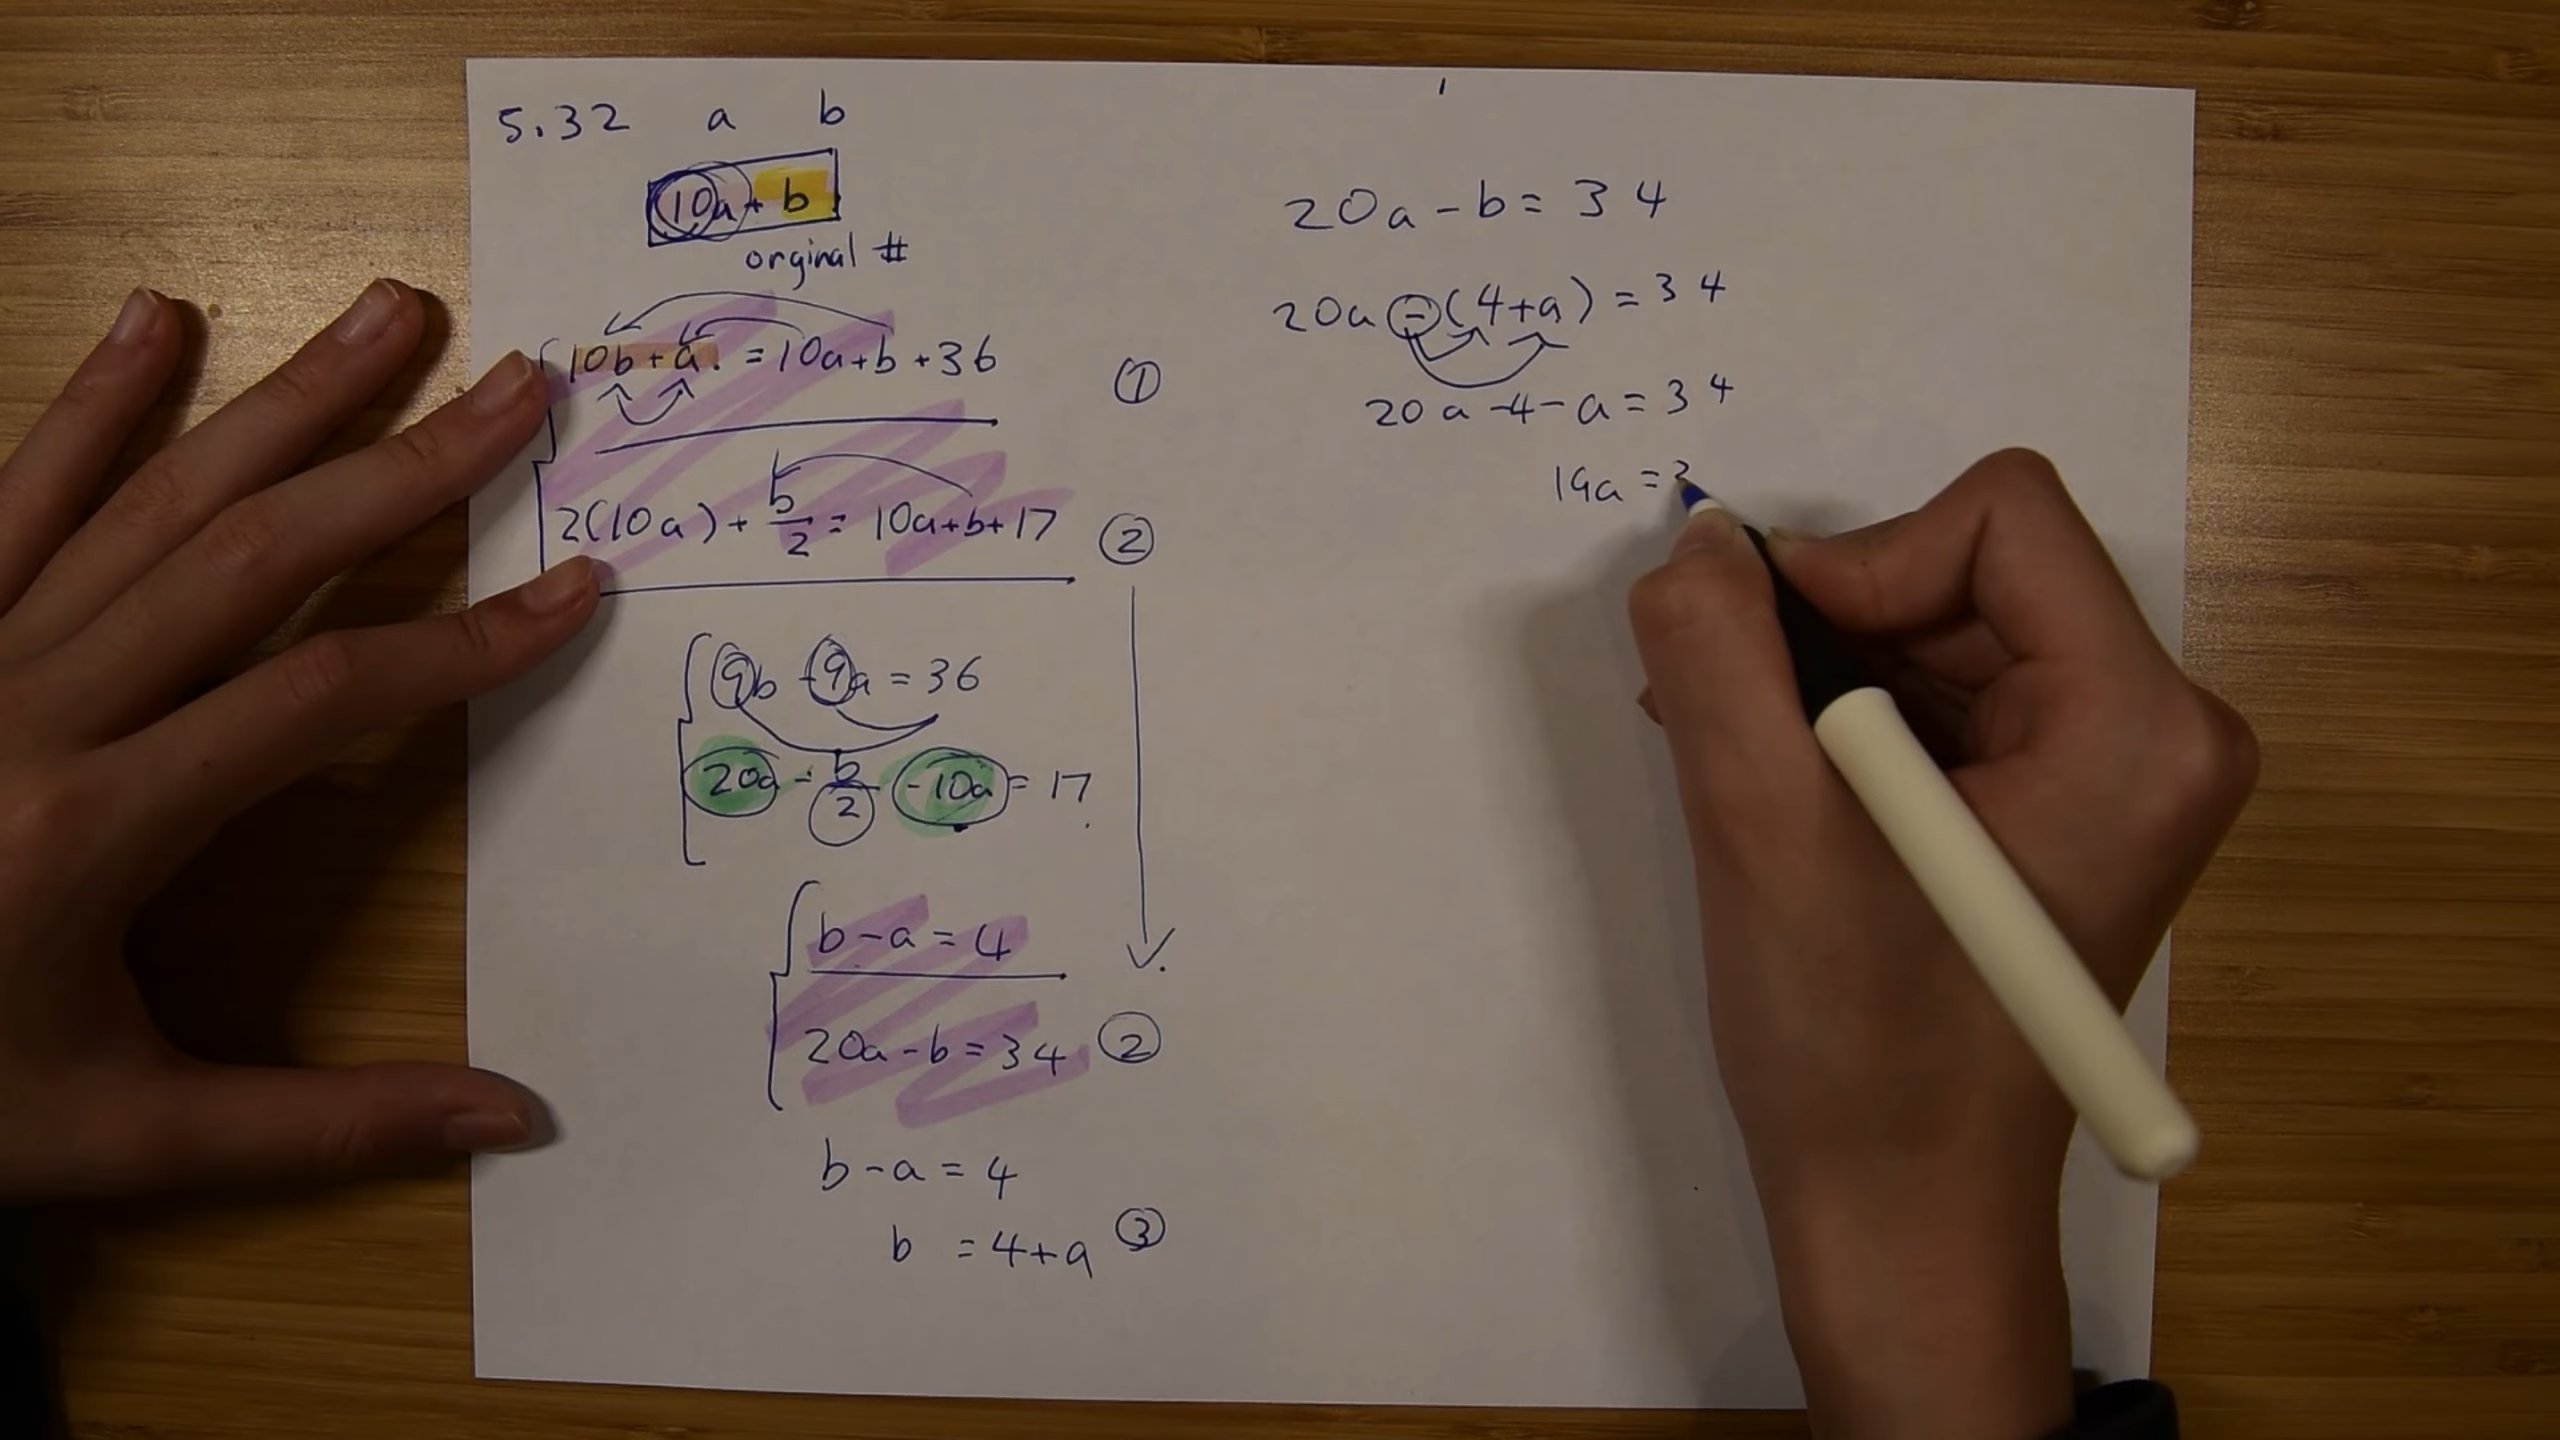 5.32 a b
10a + b
orginal #
10b + a = 10a + b + 36 ①
2(10a) + b/2 = 10a + b + 17 ②
9b - 9a = 36
20a - b/2 - 10a = 17
b - a = 4
20a - b = 34 ②
b - a = 4
b = 4 + a ③
20a - b = 34
20a - (4 + a) = 34
20a - 4 - a = 34
19a = 3